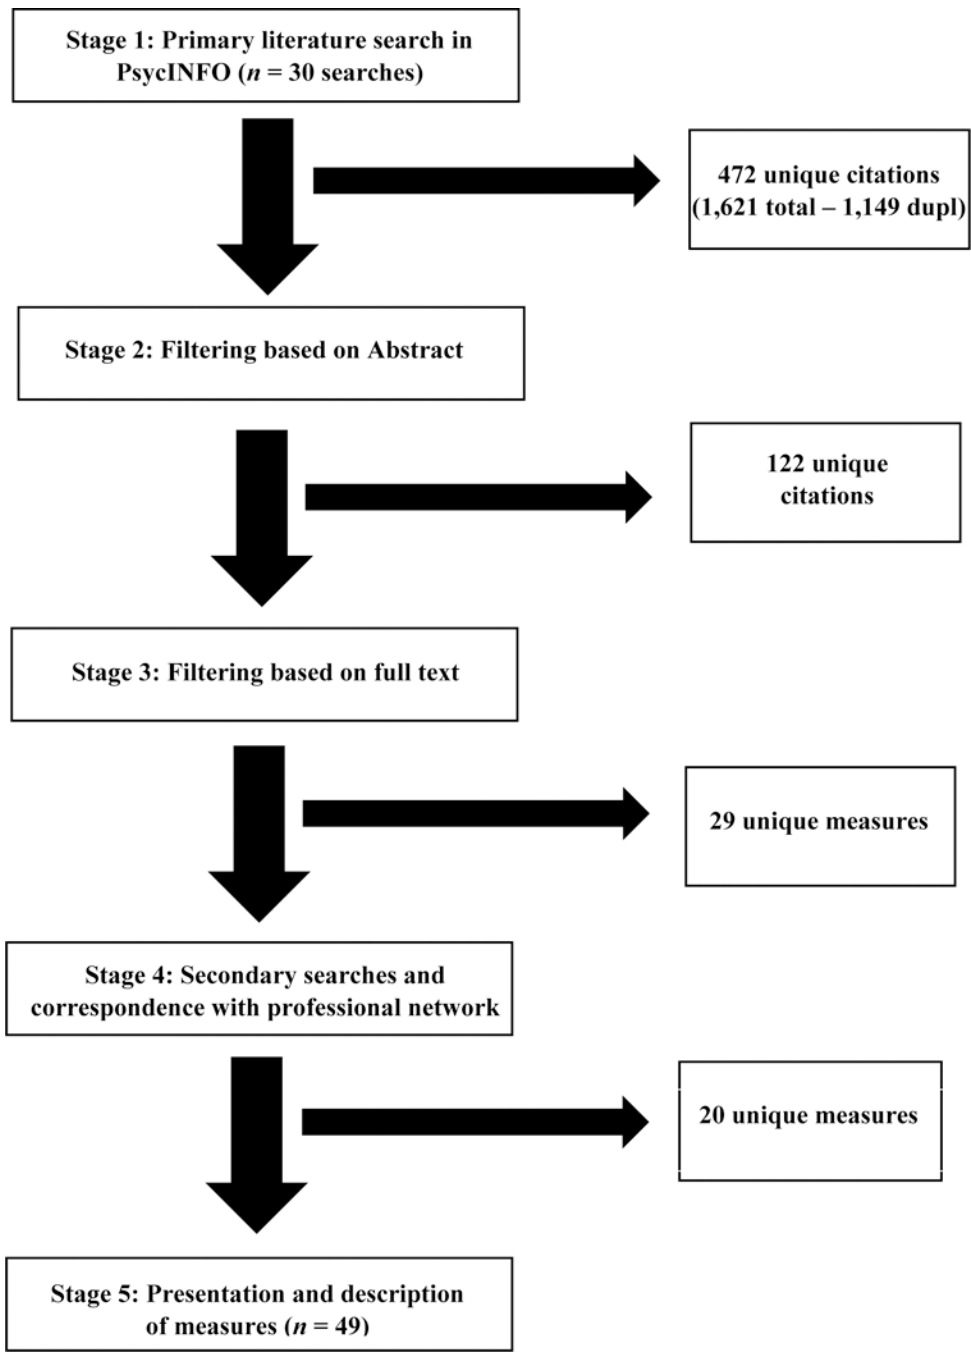 Stage 1: Primary literature search in
PsycINFO (n = 30 searches)
472 unique citations
(1,621 total – 1,149 dupl)
Stage 2: Filtering based on Abstract
122 unique
citations
Stage 3: Filtering based on full text
29 unique measures
Stage 4: Secondary searches and
correspondence with professional network
20 unique measures
Stage 5: Presentation and description
of measures (n = 49)